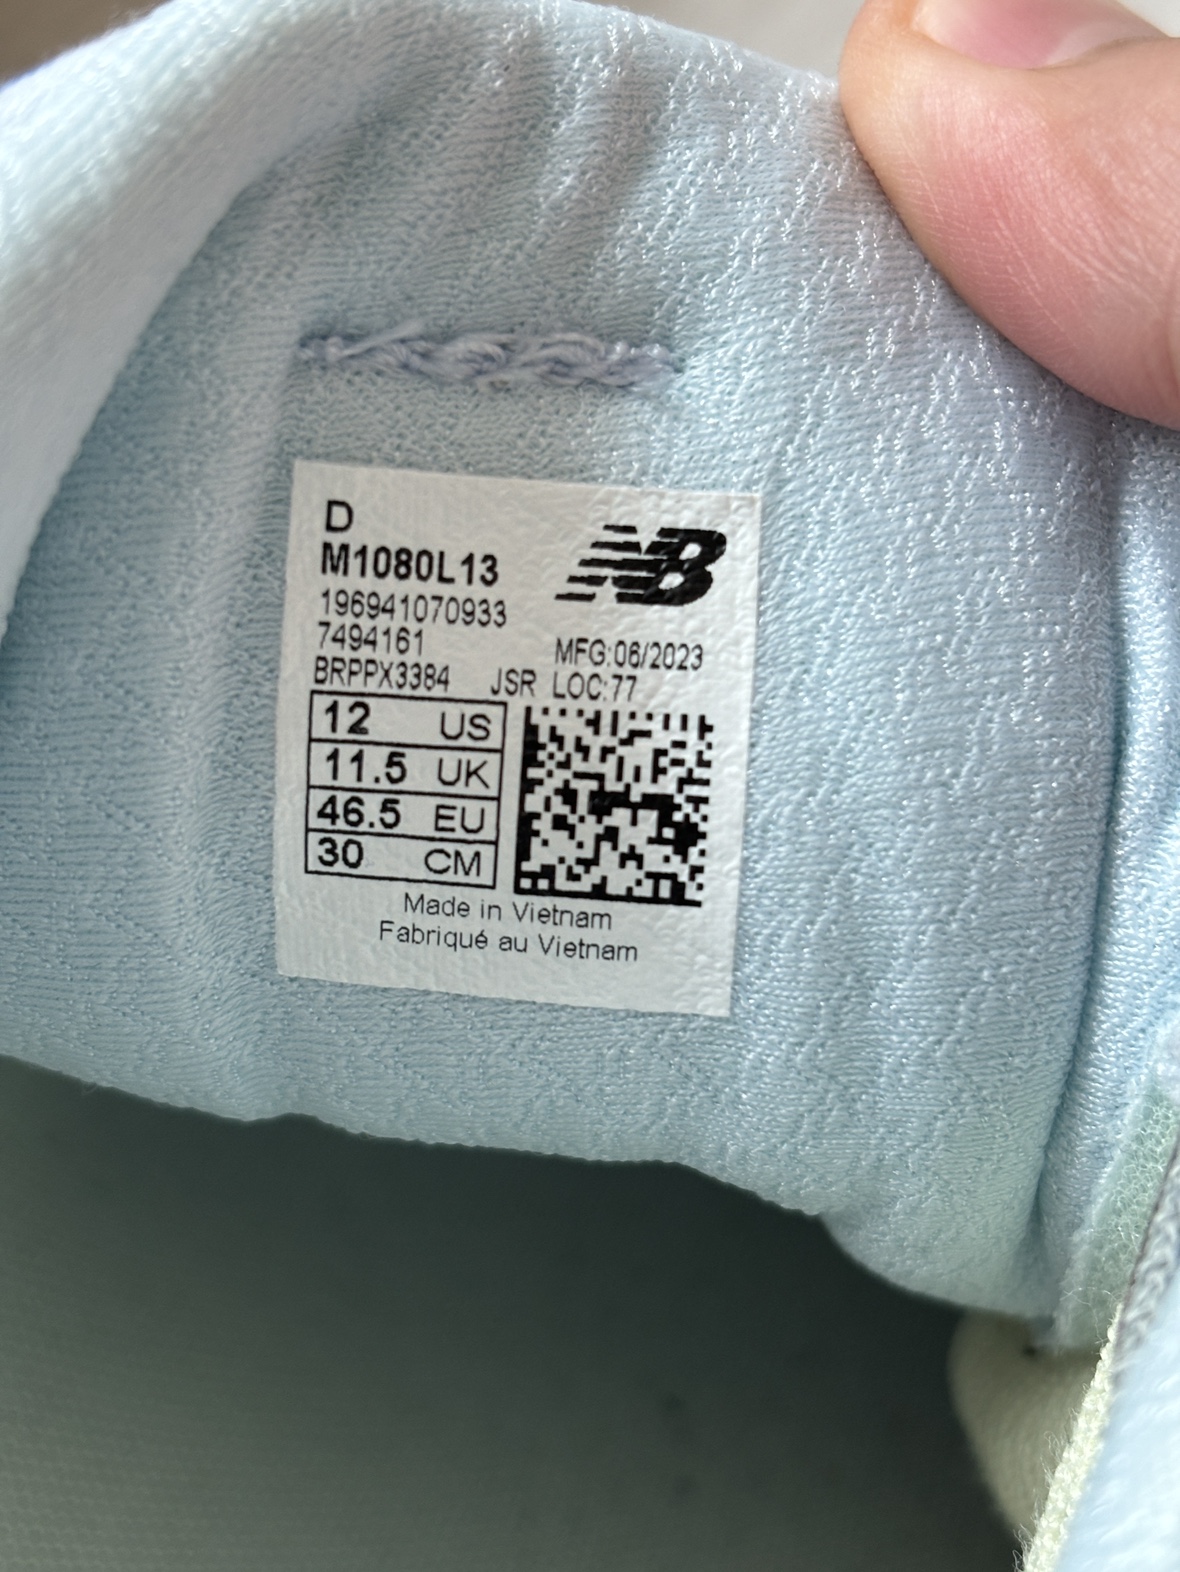 D
M1080L13
NB
196941070933
7494161
MFG:06/2023
BRPPX3384 JSR LOC:77
12 US
11.5 UK
46.5 EU
30 CM
Made in Vietnam
Fabriqué au Vietnam